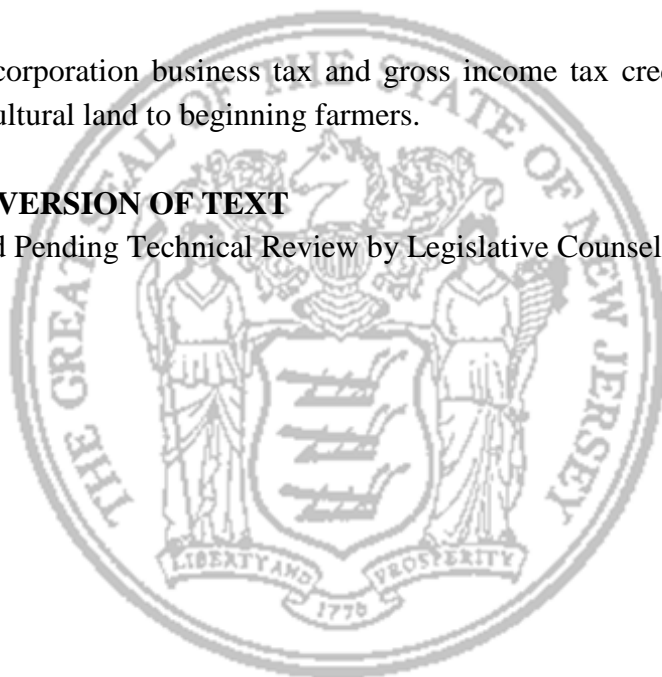 corporation business tax and gross income tax cre
ultural land to beginning farmers.
VERSION OF TEXT
d Pending Technical Review by Legislative Counsel
THE GREAT SEAL OF THE STATE OF NEW JERSEY
LIBERTY AND PROSPERITY
1776